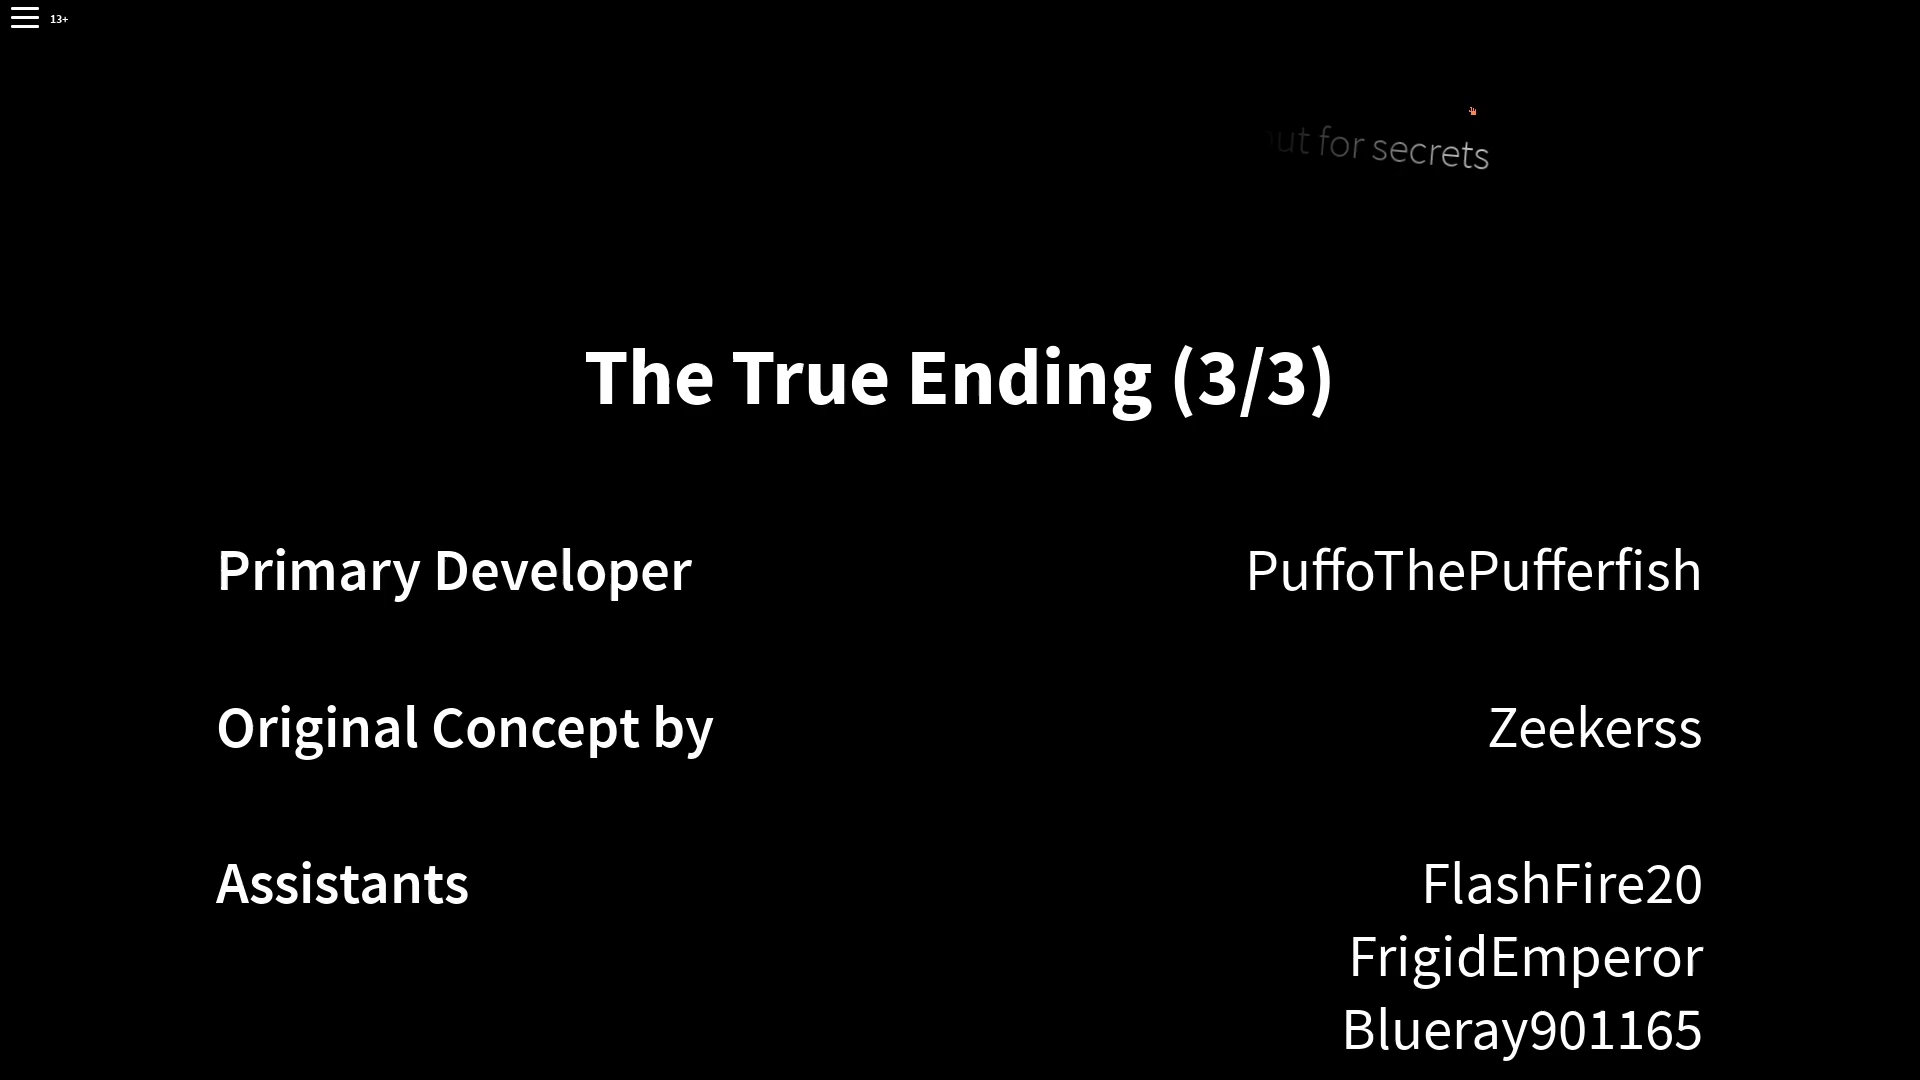 13+
out for secrets
The True Ending (3/3)
Primary Developer PuffoThePufferfish
Original Concept by Zeekerss
Assistants FlashFire20
FrigidEmperor
Blueray901165